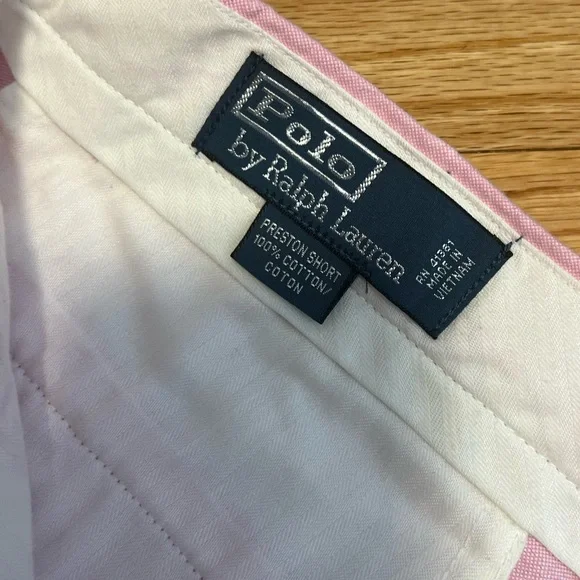 Polo
by Ralph Lauren
RN 41381
MADE IN
VIETNAM
PRESTON SHORT
100% COTTON/
COTON